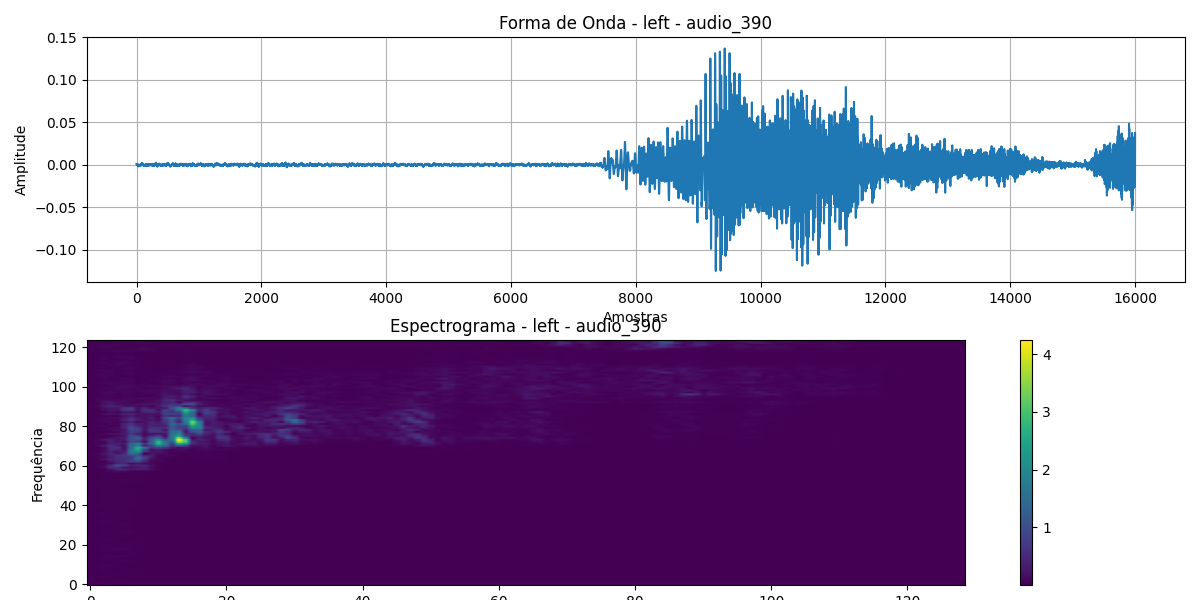 Forma de Onda - left - audio_390
0.15
0.10
0.05
0.00
−0.05
−0.10
Amplitude
0 2000 4000 6000 8000 10000 12000 14000 16000
Amostras
Espectrograma - left - audio_390
120
100
80
60
40
20
0
Frequência
0 20 40 60 80 100 120
4
3
2
1